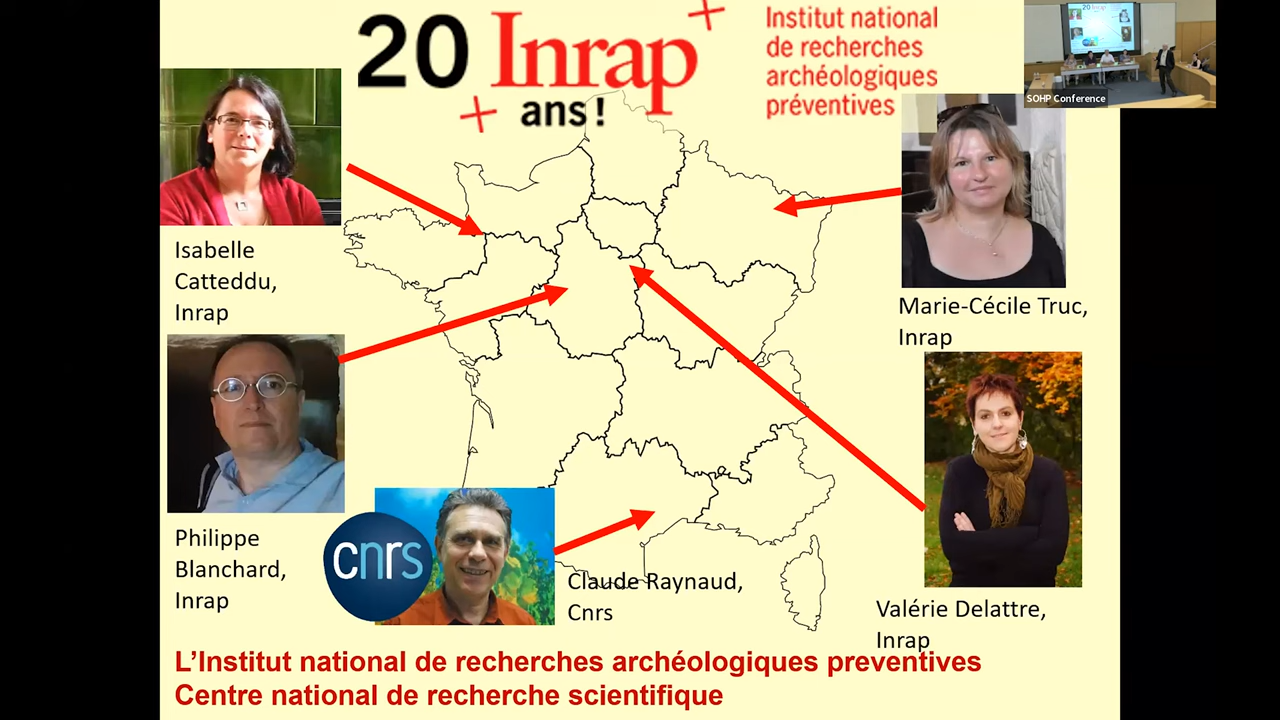 20 Inrap
ans !
Institut national
de recherches
archéologiques
préventives
SOHP Conference
Isabelle
Catteddu,
Inrap
Marie-Cécile Truc,
Inrap
Philippe
Blanchard,
Inrap
cnrs
Claude Raynaud,
Cnrs
Valérie Delattre,
Inrap
L’Institut national de recherches archéologiques preventives
Centre national de recherche scientifique